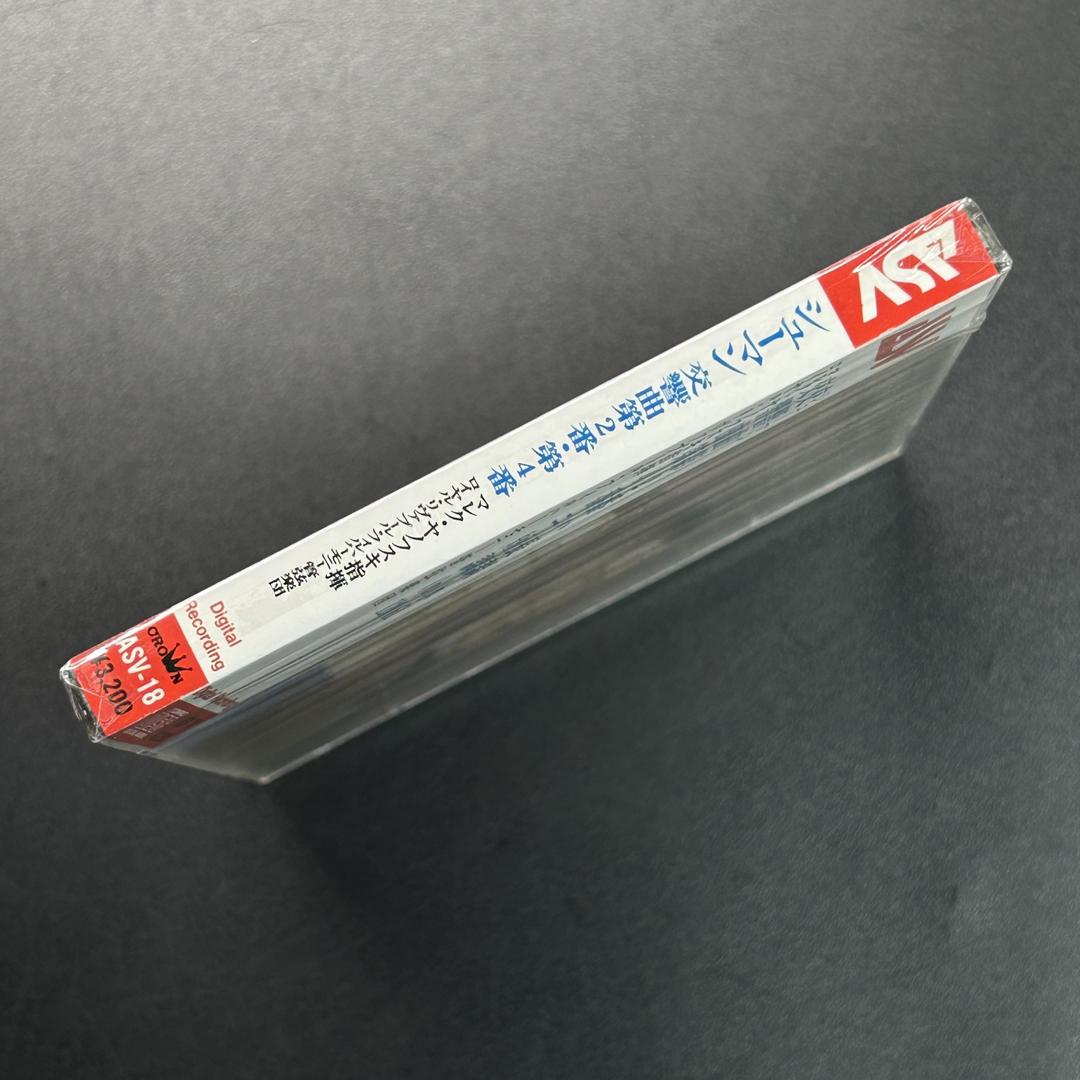 ASV
シューマン 交響曲第2番・第4番
マレク・ヤノフスキ指揮
ロイヤル・リヴァプール・フィルハーモニー管弦楽団
Digital
Recording
CROWN
ASV-18
¥3,200